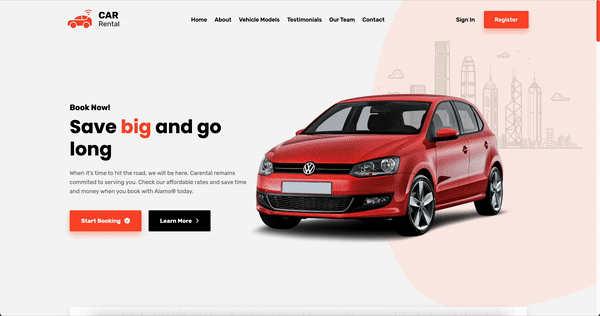 CAR
Rental
Home About Vehicle Models Testimonials Our Team Contact
Sign In
Register
Book Now!
Save big and go
long
When it's time to hit the road, we will be here. Carental remains
commited to serving you. Check our affordable rates and save time
and money when you book with Alamo® today.
Start Booking
Learn More